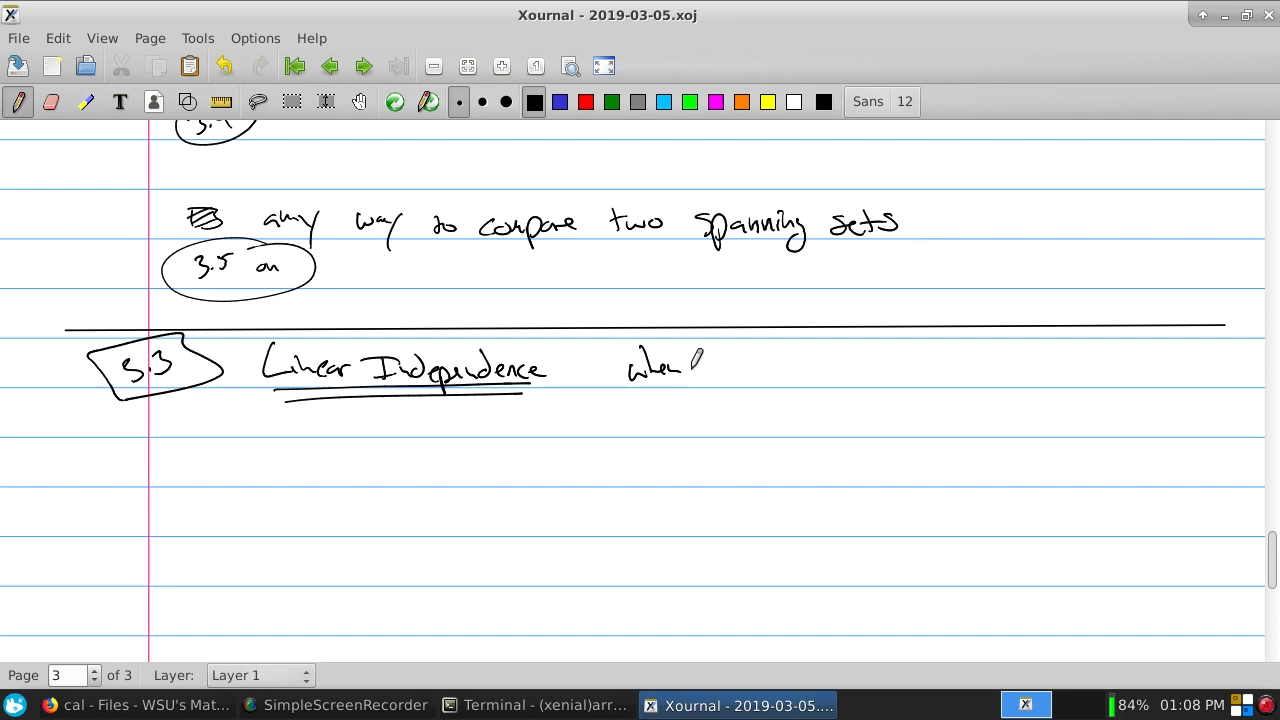 Xournal - 2019-03-05.xoj
File Edit View Page Tools Options Help
Sans 12
3.4
any way to compare two spanning sets
3.5 on
3.3 Linear Independence when
Page 3 of 3 Layer: Layer 1
cal - Files - WSU's Mat... SimpleScreenRecorder Terminal - (xenial)arr... Xournal - 2019-03-05.... 84% 01:08 PM